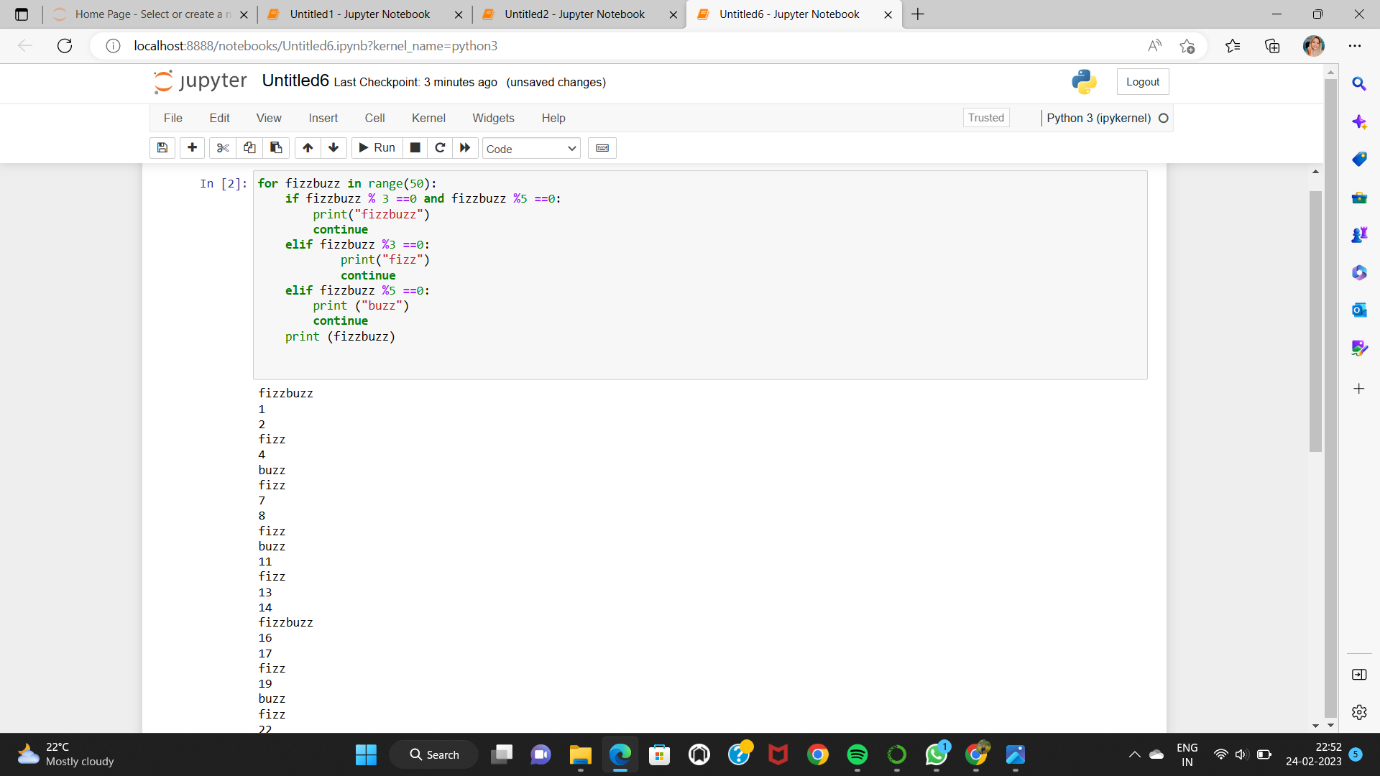 Home Page - Select or create a n
Untitled1 - Jupyter Notebook
Untitled2 - Jupyter Notebook
Untitled6 - Jupyter Notebook
localhost:8888/notebooks/Untitled6.ipynb?kernel_name=python3
jupyter Untitled6 Last Checkpoint: 3 minutes ago (unsaved changes)
Logout
File Edit View Insert Cell Kernel Widgets Help
Trusted
Python 3 (ipykernel)
Run
Code
In [2]: for fizzbuzz in range(50):
    if fizzbuzz % 3 ==0 and fizzbuzz %5 ==0:
        print("fizzbuzz")
        continue
    elif fizzbuzz %3 ==0:
            print("fizz")
            continue
    elif fizzbuzz %5 ==0:
        print ("buzz")
        continue
    print (fizzbuzz)
fizzbuzz
1
2
fizz
4
buzz
fizz
7
8
fizz
buzz
11
fizz
13
14
fizzbuzz
16
17
fizz
19
buzz
fizz
22
22°C
Mostly cloudy
Search
1
ENG
IN
22:52
24-02-2023
5